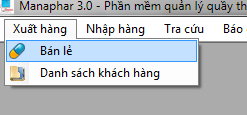 Manaphar 3.0 - Phần mềm quản lý quầy th
Xuất hàng Nhập hàng Tra cứu Báo
Bán lẻ
Danh sách khách hàng